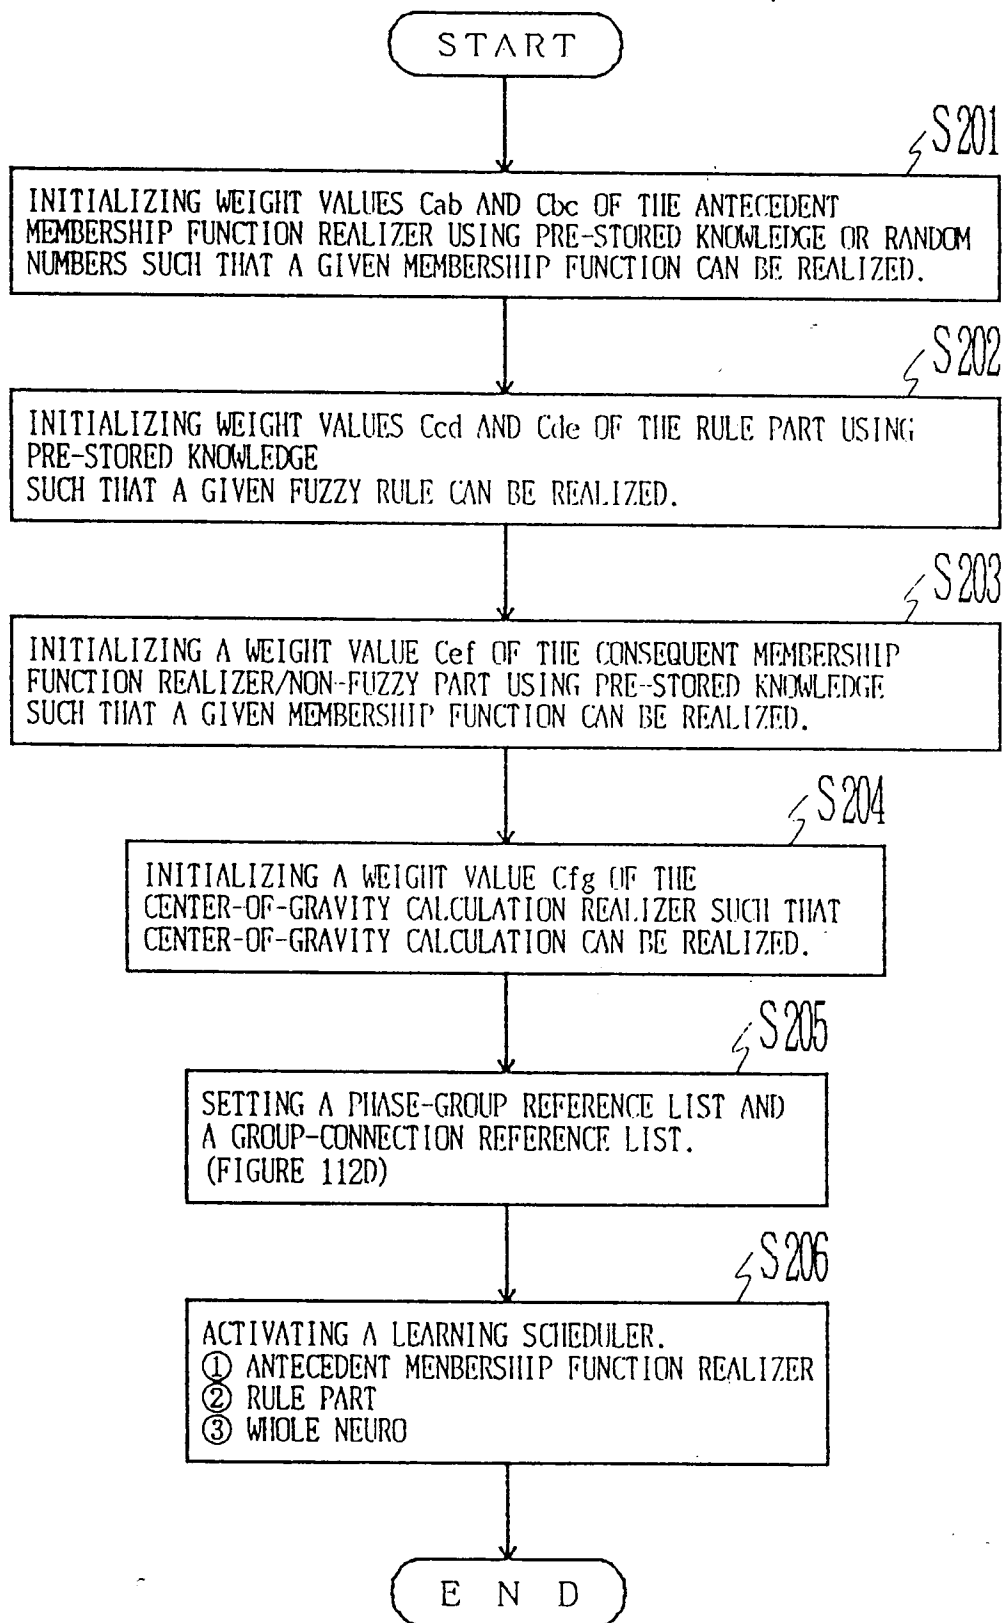 START
S201
INITIALIZING WEIGHT VALUES Cab AND Cbc OF THE ANTECEDENT
MEMBERSHIP FUNCTION REALIZER USING PRE-STORED KNOWLEDGE OR RANDOM
NUMBERS SUCH THAT A GIVEN MEMBERSHIP FUNCTION CAN BE REALIZED.
S202
INITIALIZING WEIGHT VALUES Ccd AND Cde OF THE RULE PART USING
PRE-STORED KNOWLEDGE
SUCH THAT A GIVEN FUZZY RULE CAN BE REALIZED.
S203
INITIALIZING A WEIGHT VALUE Cef OF THE CONSEQUENT MEMBERSHIP
FUNCTION REALIZER/NON-FUZZY PART USING PRE-STORED KNOWLEDGE
SUCH THAT A GIVEN MEMBERSHIP FUNCTION CAN BE REALIZED.
S204
INITIALIZING A WEIGHT VALUE Cfg OF THE
CENTER-OF-GRAVITY CALCULATION REALIZER SUCH THAT
CENTER-OF-GRAVITY CALCULATION CAN BE REALIZED.
S205
SETTING A PHASE-GROUP REFERENCE LIST AND
A GROUP-CONNECTION REFERENCE LIST.
(FIGURE 112D)
S206
ACTIVATING A LEARNING SCHEDULER.
① ANTECEDENT MENBERSHIP FUNCTION REALIZER
② RULE PART
③ WHOLE NEURO
END